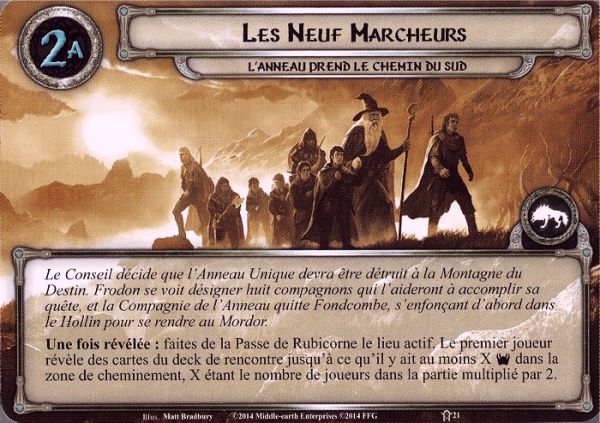 2A
Les Neuf Marcheurs
L'Anneau prend le chemin du sud
Le Conseil décide que l'Anneau Unique devra être détruit à la Montagne du
Destin. Frodon se voit désigner huit compagnons qui l'aideront à accomplir sa
quête, et la Compagnie de l'Anneau quitte Fondcombe, s'enfonçant d'abord dans
le Hollin pour se rendre au Mordor.
Une fois révélée : faites de la Passe de Rubicorne le lieu actif. Le premier joueur
révèle des cartes du deck de rencontre jusqu'à ce qu'il y ait au moins X dans la
zone de cheminement, X étant le nombre de joueurs dans la partie multiplié par 2.
Illus. Matt Bradbury ©2014 Middle-earth Enterprises ©2014 FFG 21